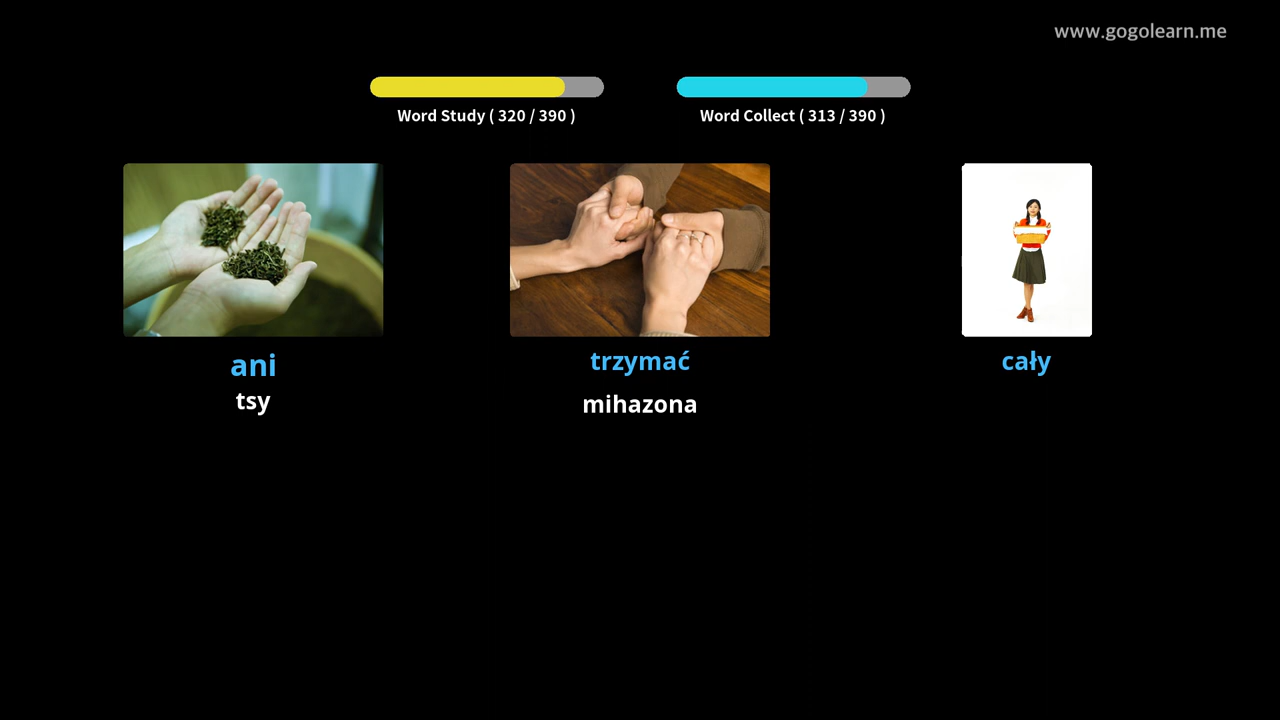 www.gogolearn.me
Word Study ( 320 / 390 )
Word Collect ( 313 / 390 )
ani
tsy
trzymać
mihazona
cały